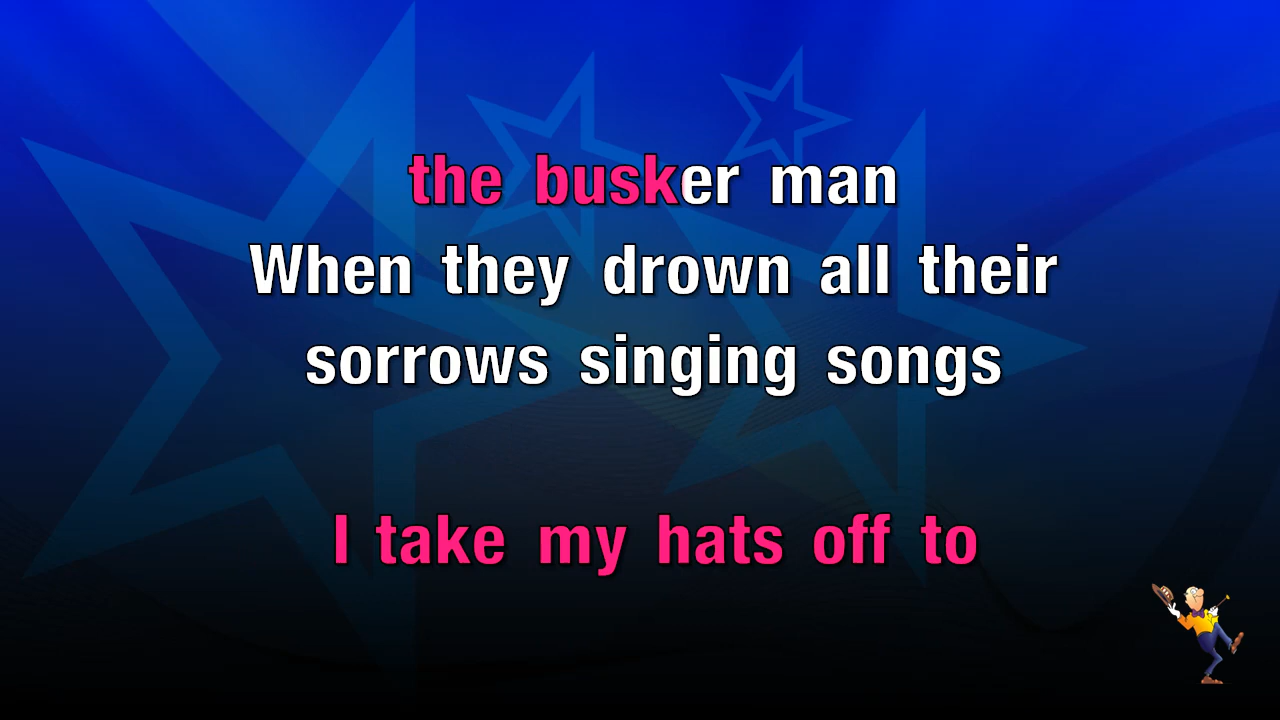 the busker man
When they drown all their
sorrows singing songs
I take my hats off to